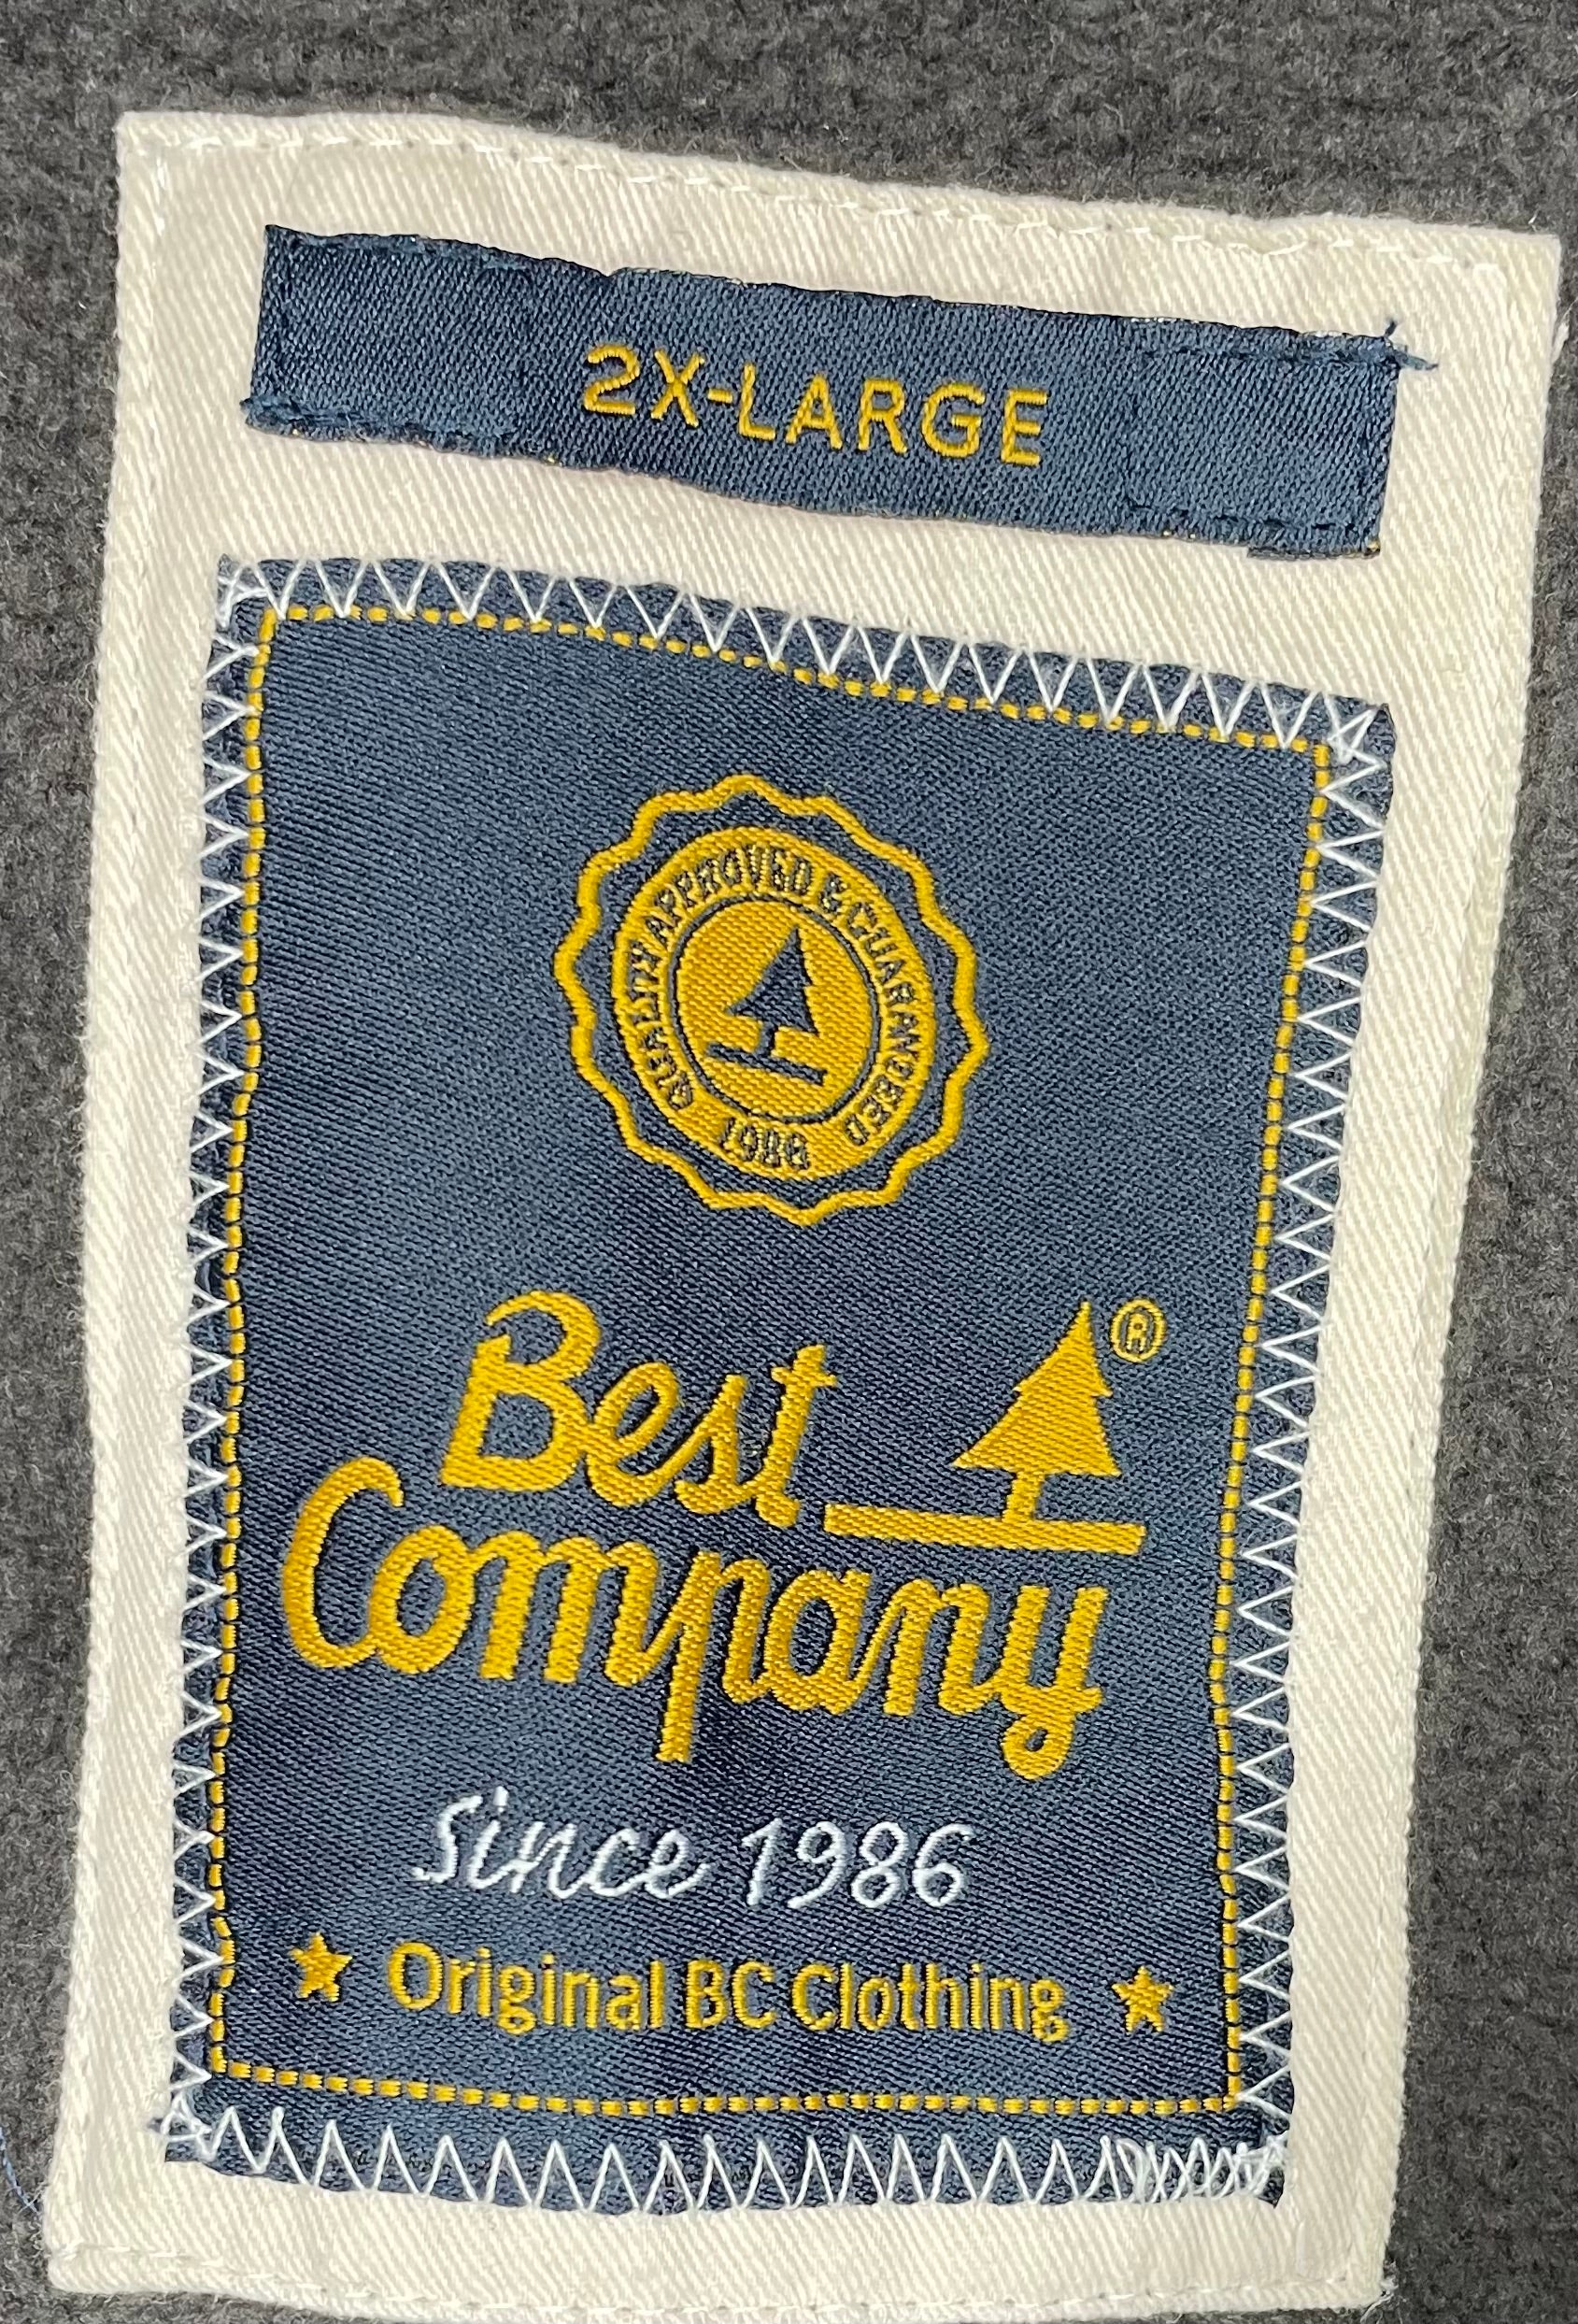 2X-LARGE
QUALITY APPROVED & GUARANTEED
1986
Best ®
Company
since 1986
★ Original BC Clothing ★